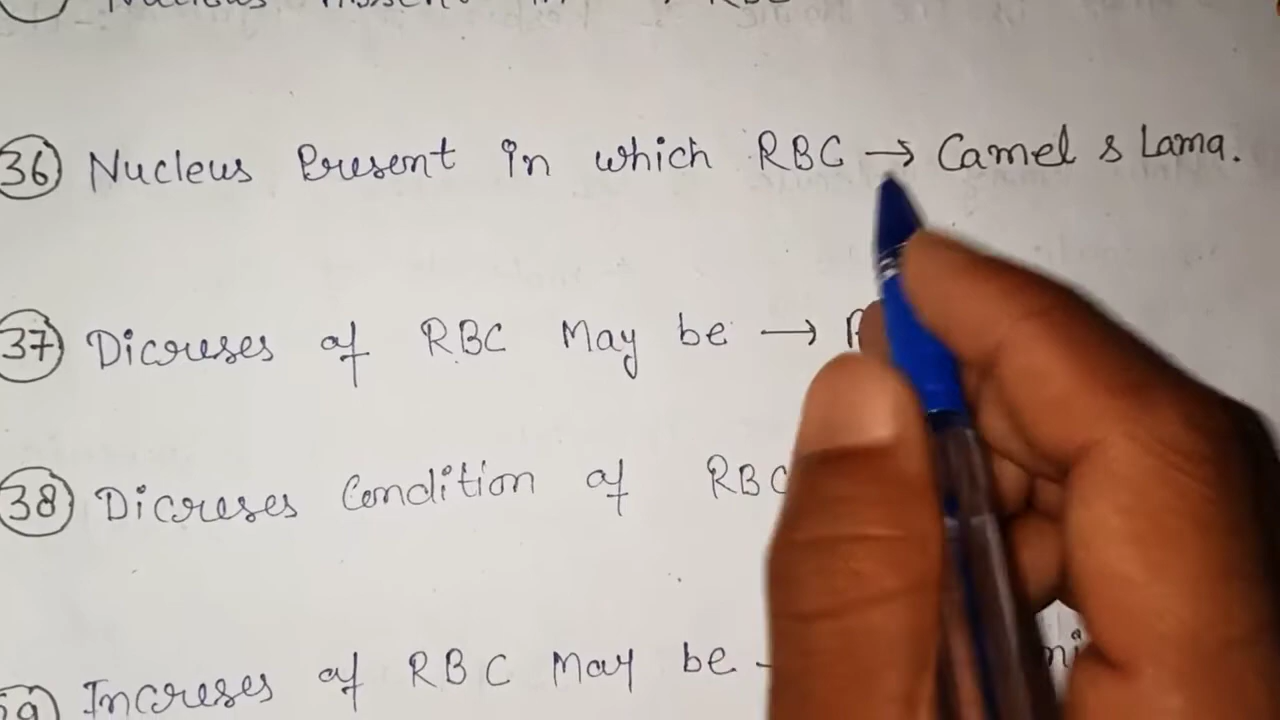 36 Nucleus Present in which RBC → Camel & Lama.
37 Dicreses of RBC May be →
38 Dicreses Condition of RBC
Increses of RBC May be